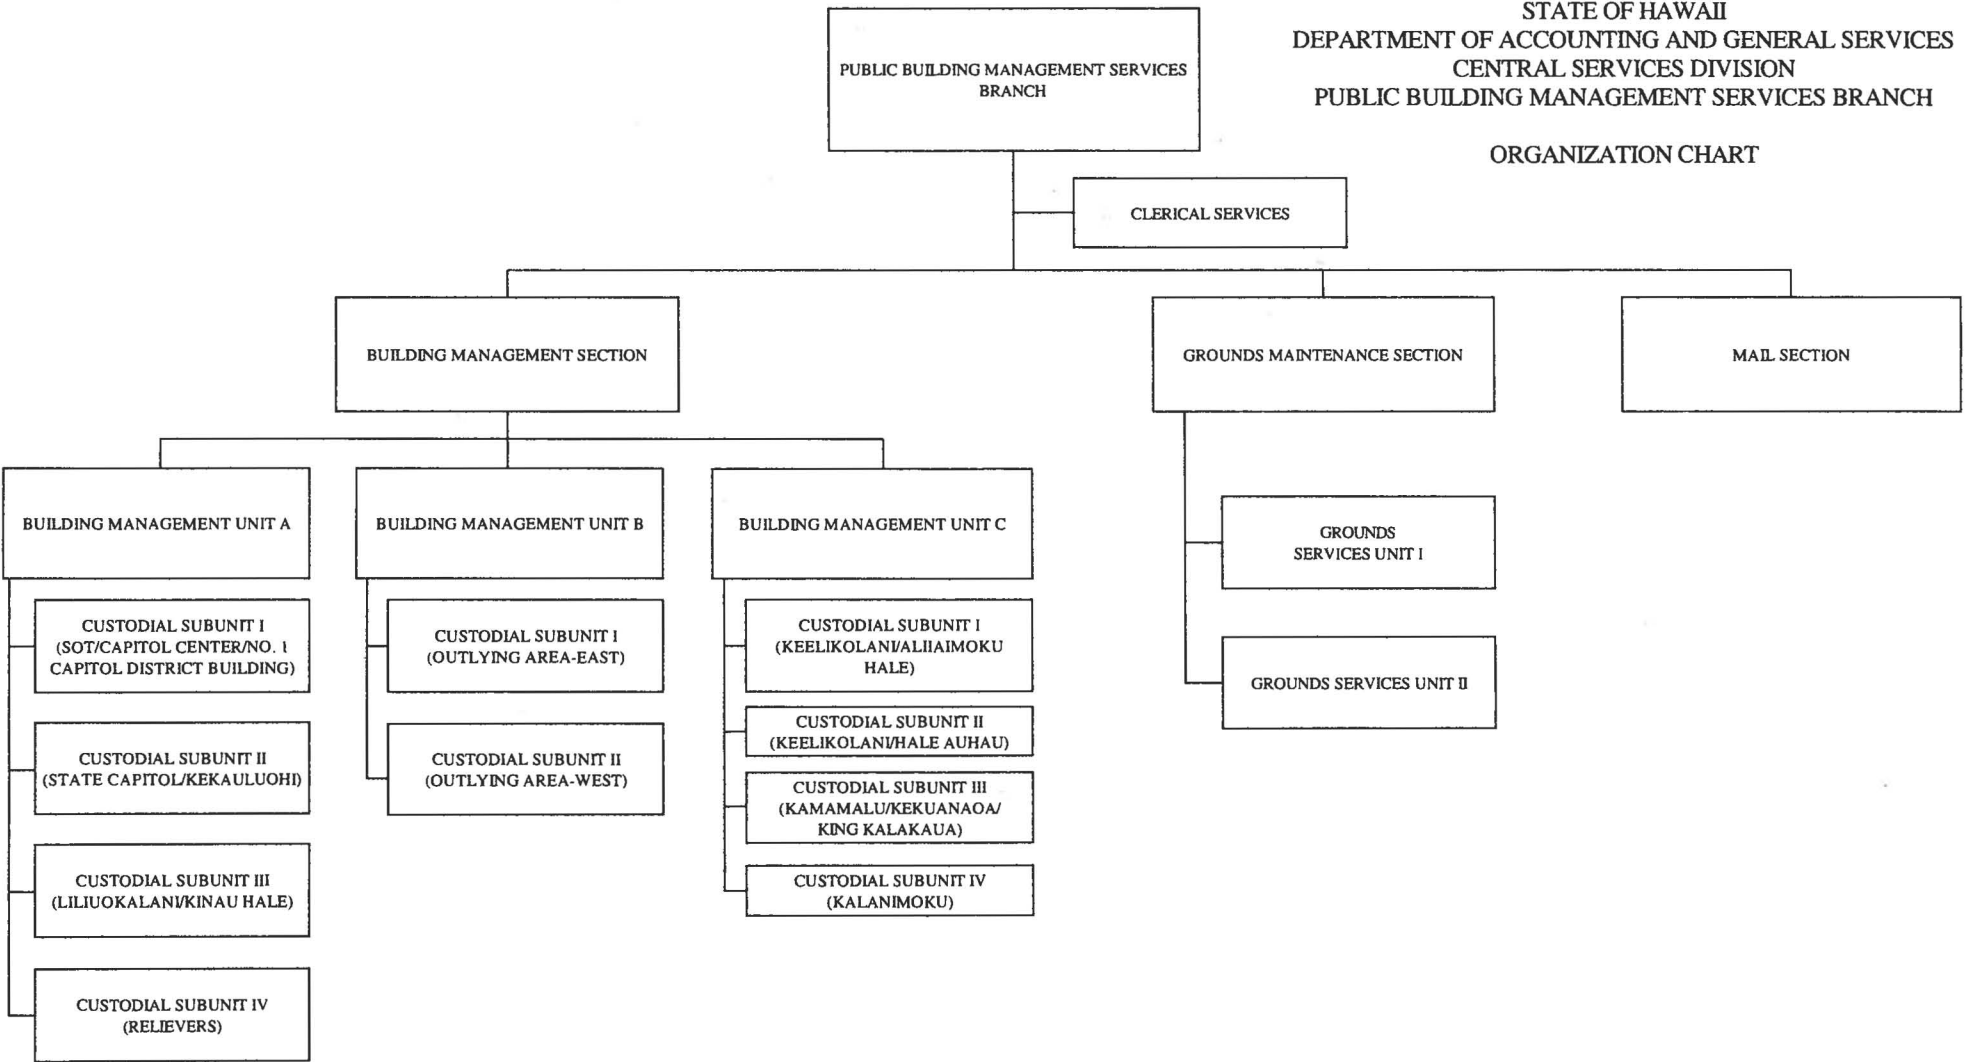 STATE OF HAWAII
DEPARTMENT OF ACCOUNTING AND GENERAL SERVICES
CENTRAL SERVICES DIVISION
PUBLIC BUILDING MANAGEMENT SERVICES BRANCH
ORGANIZATION CHART
PUBLIC BUILDING MANAGEMENT SERVICES
BRANCH
CLERICAL SERVICES
BUILDING MANAGEMENT SECTION
GROUNDS MAINTENANCE SECTION
MAIL SECTION
BUILDING MANAGEMENT UNIT A
BUILDING MANAGEMENT UNIT B
BUILDING MANAGEMENT UNIT C
CUSTODIAL SUBUNIT I
(SOT/CAPITOL CENTER/NO. 1
CAPITOL DISTRICT BUILDING)
CUSTODIAL SUBUNIT II
(STATE CAPITOL/KEKAULUOHI)
CUSTODIAL SUBUNIT III
(LILIUOKALANI/KINAU HALE)
CUSTODIAL SUBUNIT IV
(RELIEVERS)
CUSTODIAL SUBUNIT I
(OUTLYING AREA-EAST)
CUSTODIAL SUBUNIT II
(OUTLYING AREA-WEST)
CUSTODIAL SUBUNIT I
(KEELIKOLANI/ALIIAIMOKU
HALE)
CUSTODIAL SUBUNIT II
(KEELIKOLANI/HALE AUHAU)
CUSTODIAL SUBUNIT III
(KAMAMALU/KEKUANAOA/
KING KALAKAUA)
CUSTODIAL SUBUNIT IV
(KALANIMOKU)
GROUNDS
SERVICES UNIT I
GROUNDS SERVICES UNIT II